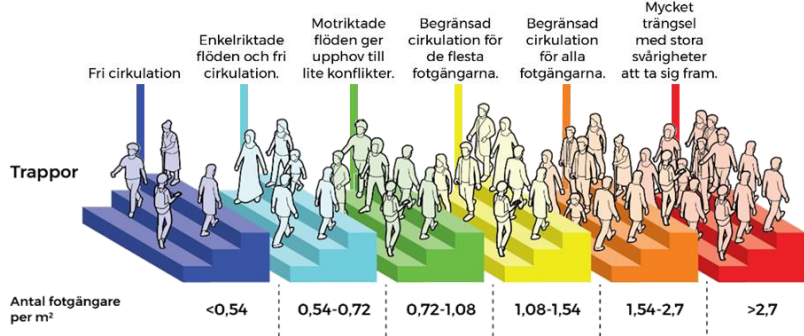 Fri cirkulation
Enkelriktade
flöden och fri
cirkulation.
Motriktade
flöden ger
upphov till
lite konflikter.
Begränsad
cirkulation för
de flesta
fotgängarna.
Begränsad
cirkulation
för alla
fotgängarna.
Mycket
trängsel
med stora
svårigheter
att ta sig fram.
Trappor
Antal fotgängare
per m²
<0,54
0,54-0,72
0,72-1,08
1,08-1,54
1,54-2,7
>2,7